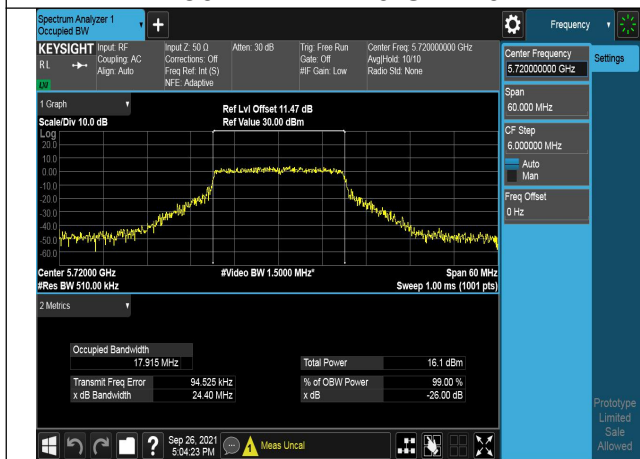 Spectrum Analyzer 1
Occupied BW
+
Frequency
KEYSIGHT
RL
LXI
Input: RF
Coupling: AC
Align: Auto
Input Z: 50 Ω
Corrections: Off
Freq Ref: Int (S)
NFE: Adaptive
Atten: 30 dB
Trig: Free Run
Gate: Off
#IF Gain: Low
Center Freq: 5.720000000 GHz
Avg|Hold: 10/10
Radio Std: None
Center Frequency
5.720000000 GHz
Settings
Span
60.000 MHz
CF Step
6.000000 MHz
Auto
Man
Freq Offset
0 Hz
1 Graph
Scale/Div 10.0 dB
Ref Lvl Offset 11.47 dB
Ref Value 30.00 dBm
Log
20.0
10.0
0.00
-10.0
-20.0
-30.0
-40.0
-50.0
-60.0
Center 5.72000 GHz
#Video BW 1.5000 MHz*
Span 60 MHz
#Res BW 510.00 kHz
Sweep 1.00 ms (1001 pts)
2 Metrics
Occupied Bandwidth
17.915 MHz
Total Power 16.1 dBm
Transmit Freq Error 94.525 kHz
% of OBW Power 99.00 %
x dB Bandwidth 24.40 MHz
x dB -26.00 dB
Prototype
Limited
Sale
Allowed
?
Sep 26, 2021
5:04:23 PM
1
Meas Uncal